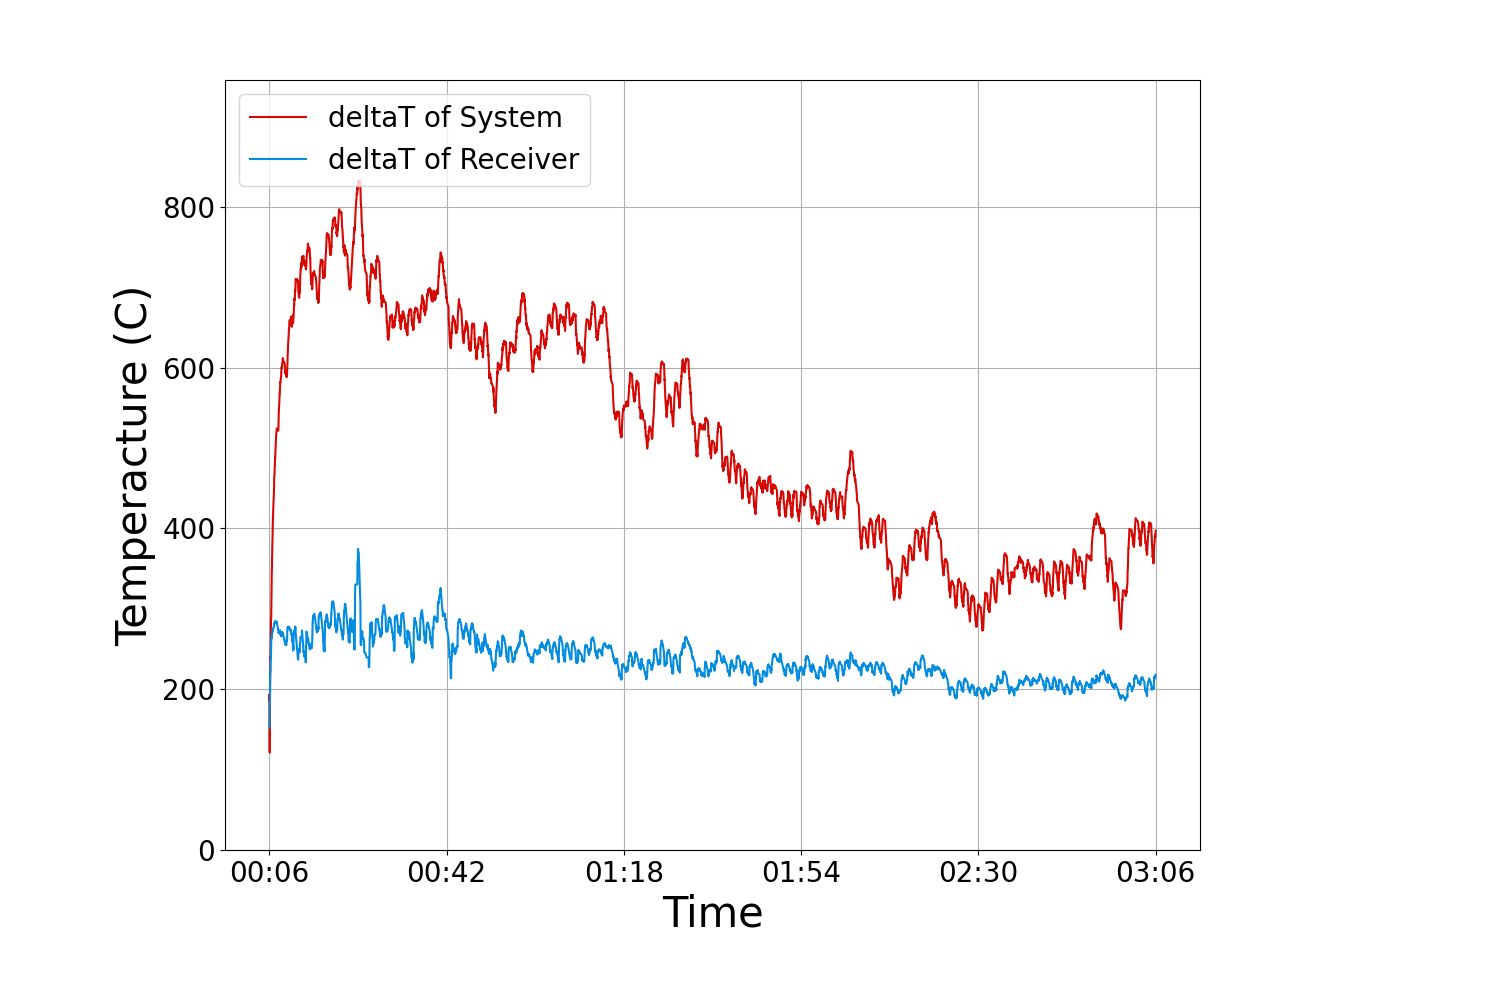 deltaT of System
deltaT of Receiver
Temperacture (C)
800
600
400
200
0
00:06 00:42 01:18 01:54 02:30 03:06
Time